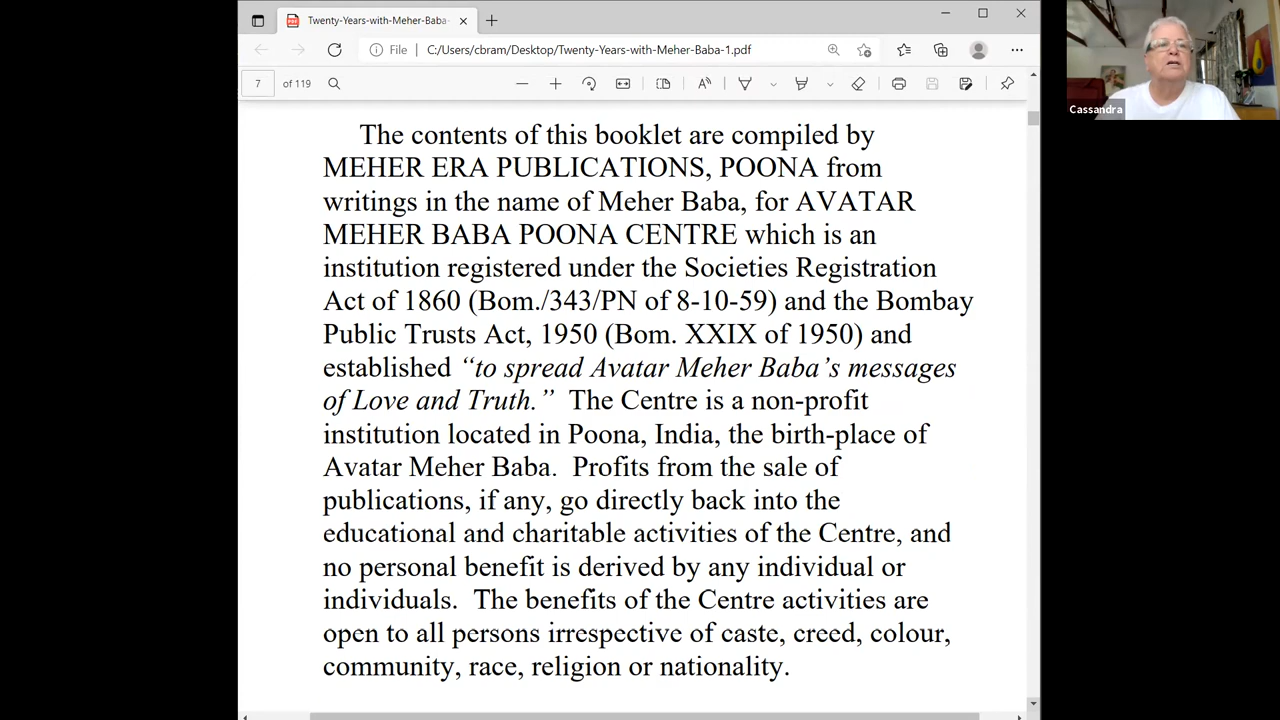 Twenty-Years-with-Meher-Baba-
File C:/Users/cbram/Desktop/Twenty-Years-with-Meher-Baba-1.pdf
7 of 119
Cassandra
The contents of this booklet are compiled by
MEHER ERA PUBLICATIONS, POONA from
writings in the name of Meher Baba, for AVATAR
MEHER BABA POONA CENTRE which is an
institution registered under the Societies Registration
Act of 1860 (Bom./343/PN of 8-10-59) and the Bombay
Public Trusts Act, 1950 (Bom. XXIX of 1950) and
established “to spread Avatar Meher Baba’s messages
of Love and Truth.” The Centre is a non-profit
institution located in Poona, India, the birth-place of
Avatar Meher Baba. Profits from the sale of
publications, if any, go directly back into the
educational and charitable activities of the Centre, and
no personal benefit is derived by any individual or
individuals. The benefits of the Centre activities are
open to all persons irrespective of caste, creed, colour,
community, race, religion or nationality.